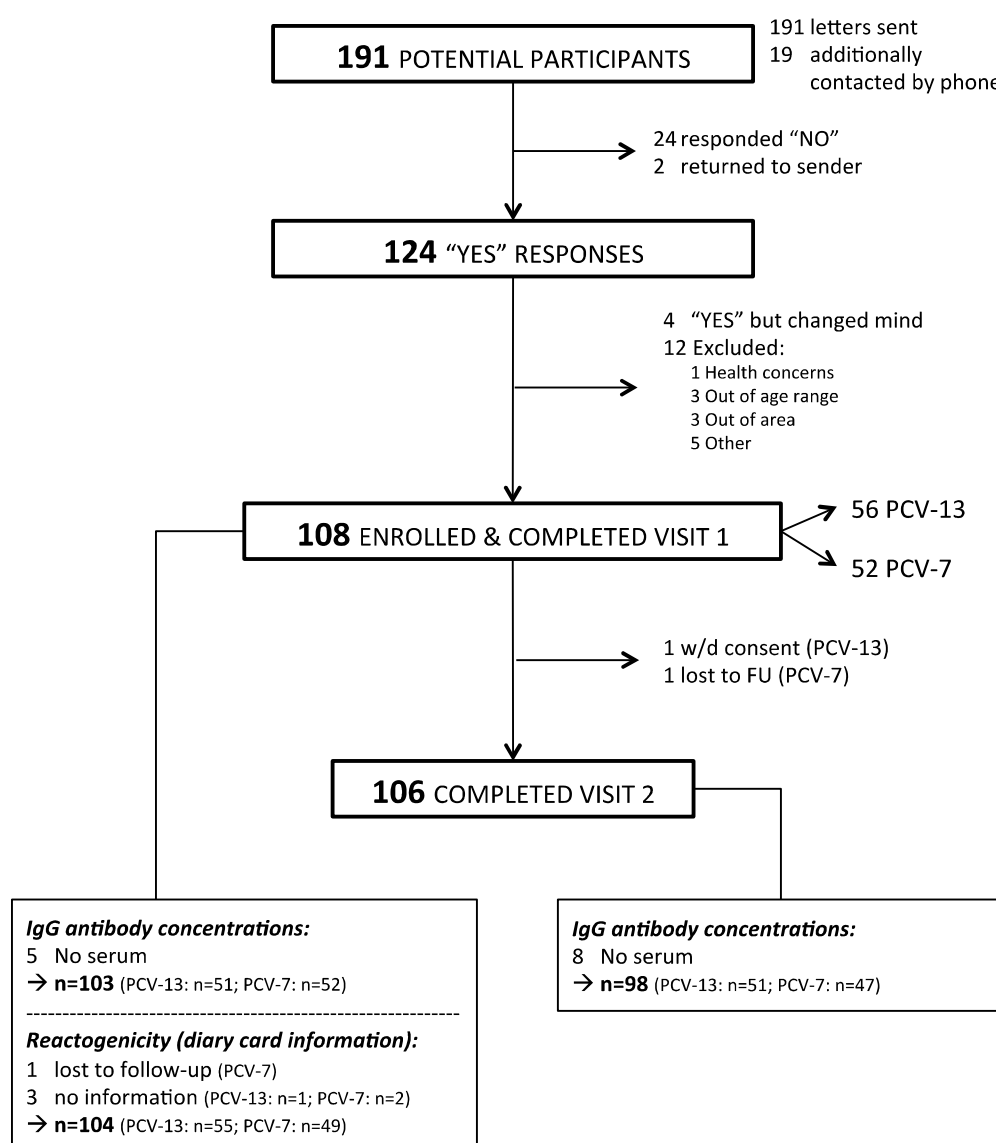 191 POTENTIAL PARTICIPANTS
191 letters sent
19 additionally
contacted by phone
24 responded “NO”
2 returned to sender
124 “YES” RESPONSES
4 “YES” but changed mind
12 Excluded:
1 Health concerns
3 Out of age range
3 Out of area
5 Other
108 ENROLLED & COMPLETED VISIT 1
56 PCV-13
52 PCV-7
1 w/d consent (PCV-13)
1 lost to FU (PCV-7)
106 COMPLETED VISIT 2
IgG antibody concentrations:
5 No serum
→ n=103 (PCV-13: n=51; PCV-7: n=52)
Reactogenicity (diary card information):
1 lost to follow-up (PCV-7)
3 no information (PCV-13: n=1; PCV-7: n=2)
→ n=104 (PCV-13: n=55; PCV-7: n=49)
IgG antibody concentrations:
8 No serum
→ n=98 (PCV-13: n=51; PCV-7: n=47)